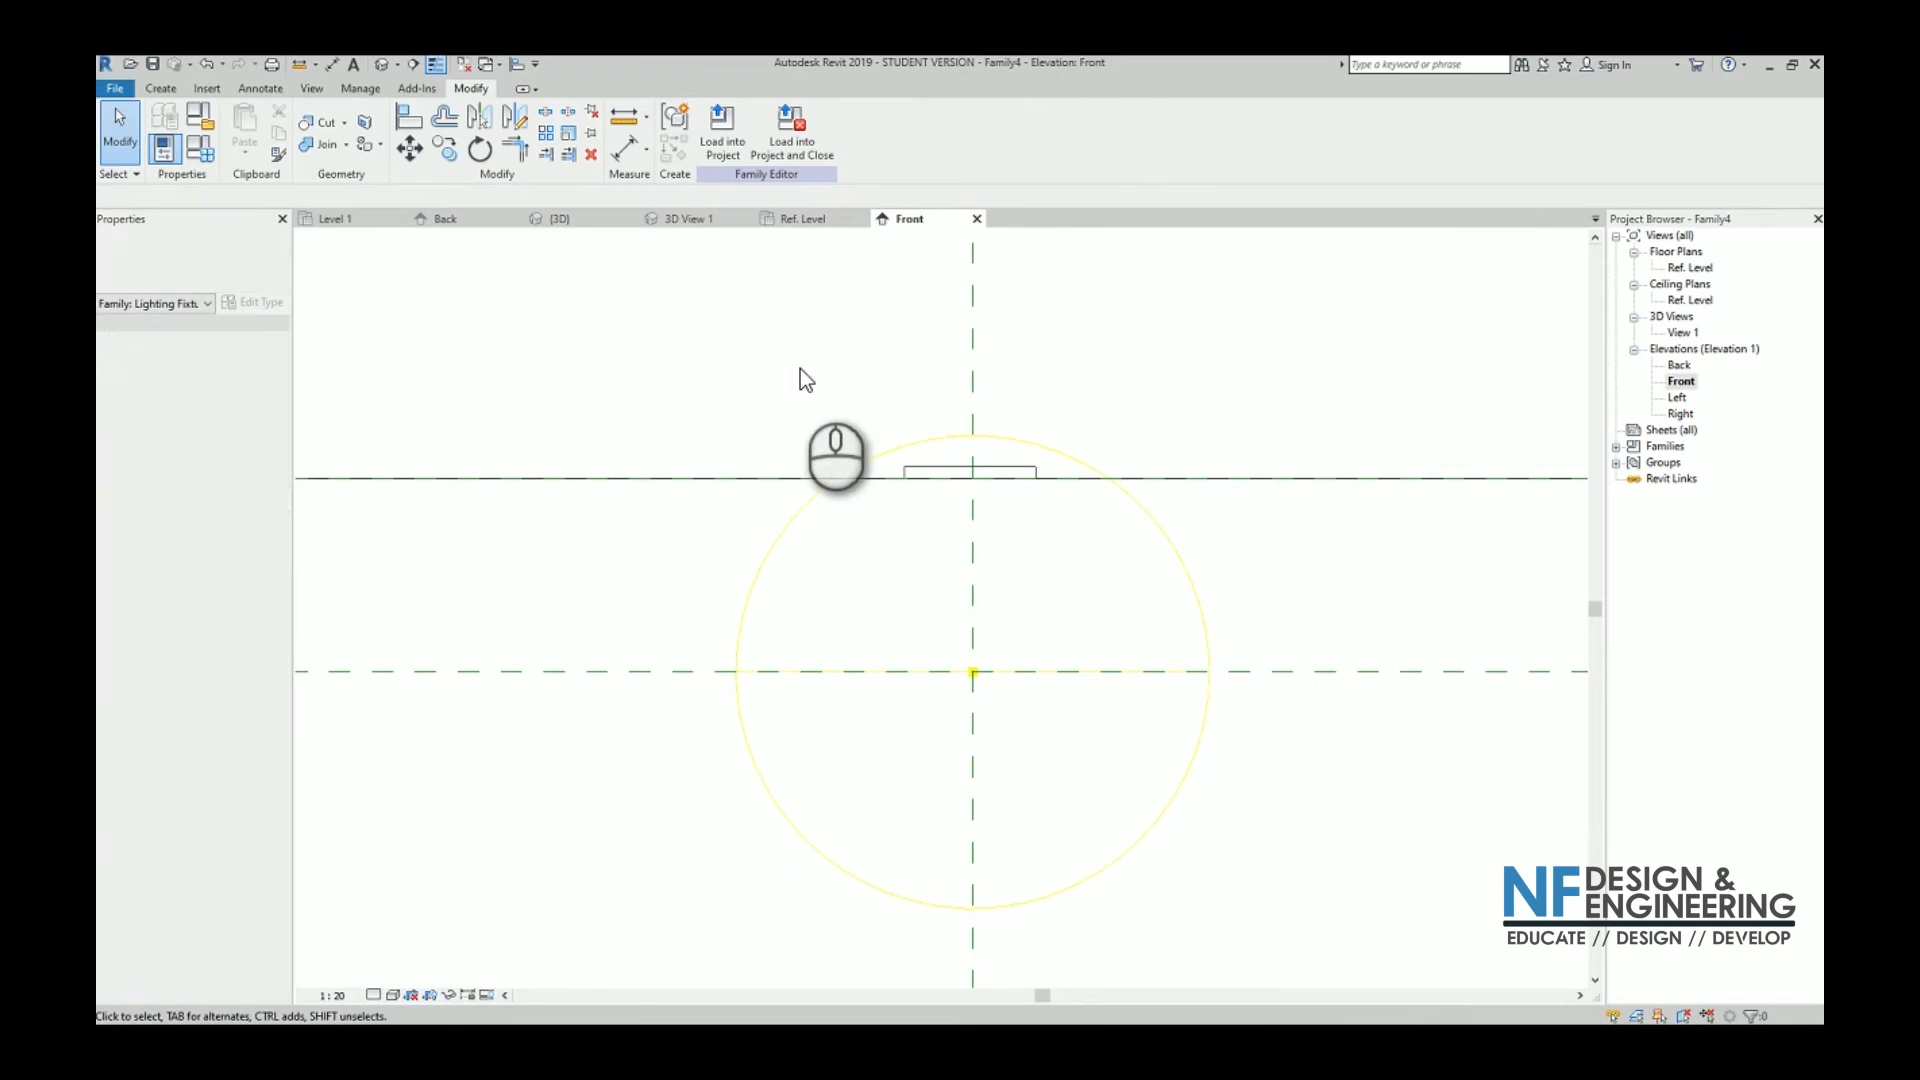 Autodesk Revit 2019 - STUDENT VERSION - Family4 - Elevation: Front
Type a keyword or phrase
Sign In
File Create Insert Annotate View Manage Add-Ins Modify
Modify
Paste
Cut
Join
Load into Project
Load into Project and Close
Select Properties Clipboard Geometry Modify Measure Create Family Editor
Properties
Level 1 Back {3D} 3D View 1 Ref. Level Front
Project Browser - Family4
Family: Lighting Fixtu Edit Type
Views (all)
Floor Plans
Ref. Level
Ceiling Plans
Ref. Level
3D Views
View 1
Elevations (Elevation 1)
Back
Front
Left
Right
Sheets (all)
Families
Groups
Revit Links
NF DESIGN & ENGINEERING
EDUCATE // DESIGN // DEVELOP
1 : 20
Click to select, TAB for alternates, CTRL adds, SHIFT unselects.
:0